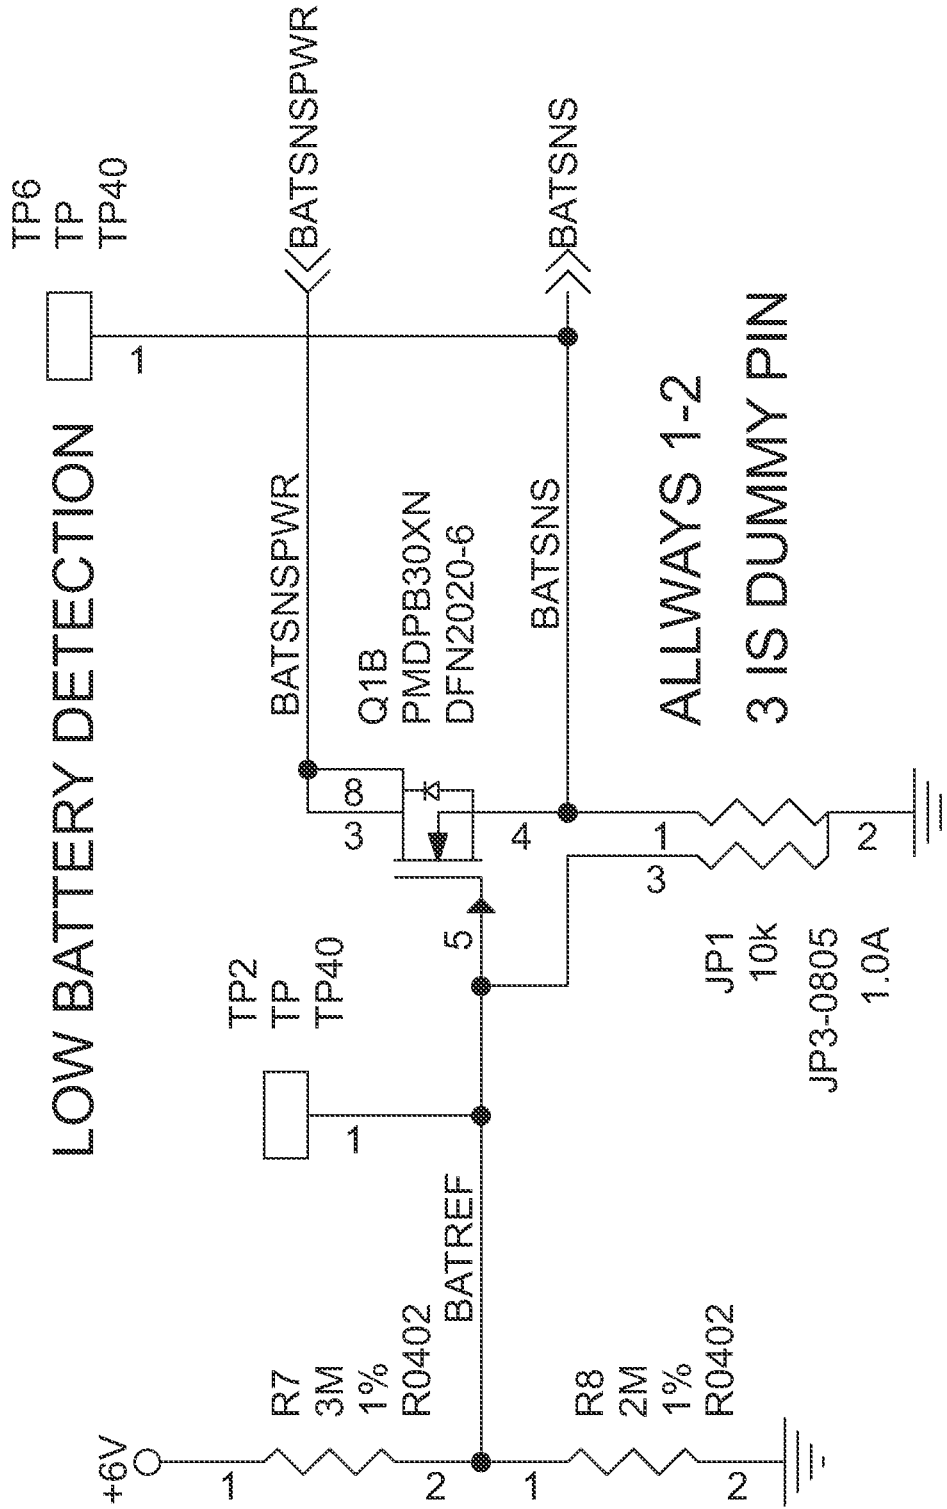 LOW BATTERY DETECTION
TP6
TP
TP40
1
BATSNSPWR
BATSNSPWR
TP2
TP
TP40
1
Q1B
PMDPB30XN
DFN2020-6
3
8
5
4
BATSNS
BATSNS
+6V
1
R7
3M
1%
R0402
2
BATREF
1
R8
2M
1%
R0402
2
3
1
2
JP1
10k
JP3-0805
1.0A
ALLWAYS 1-2
3 IS DUMMY PIN